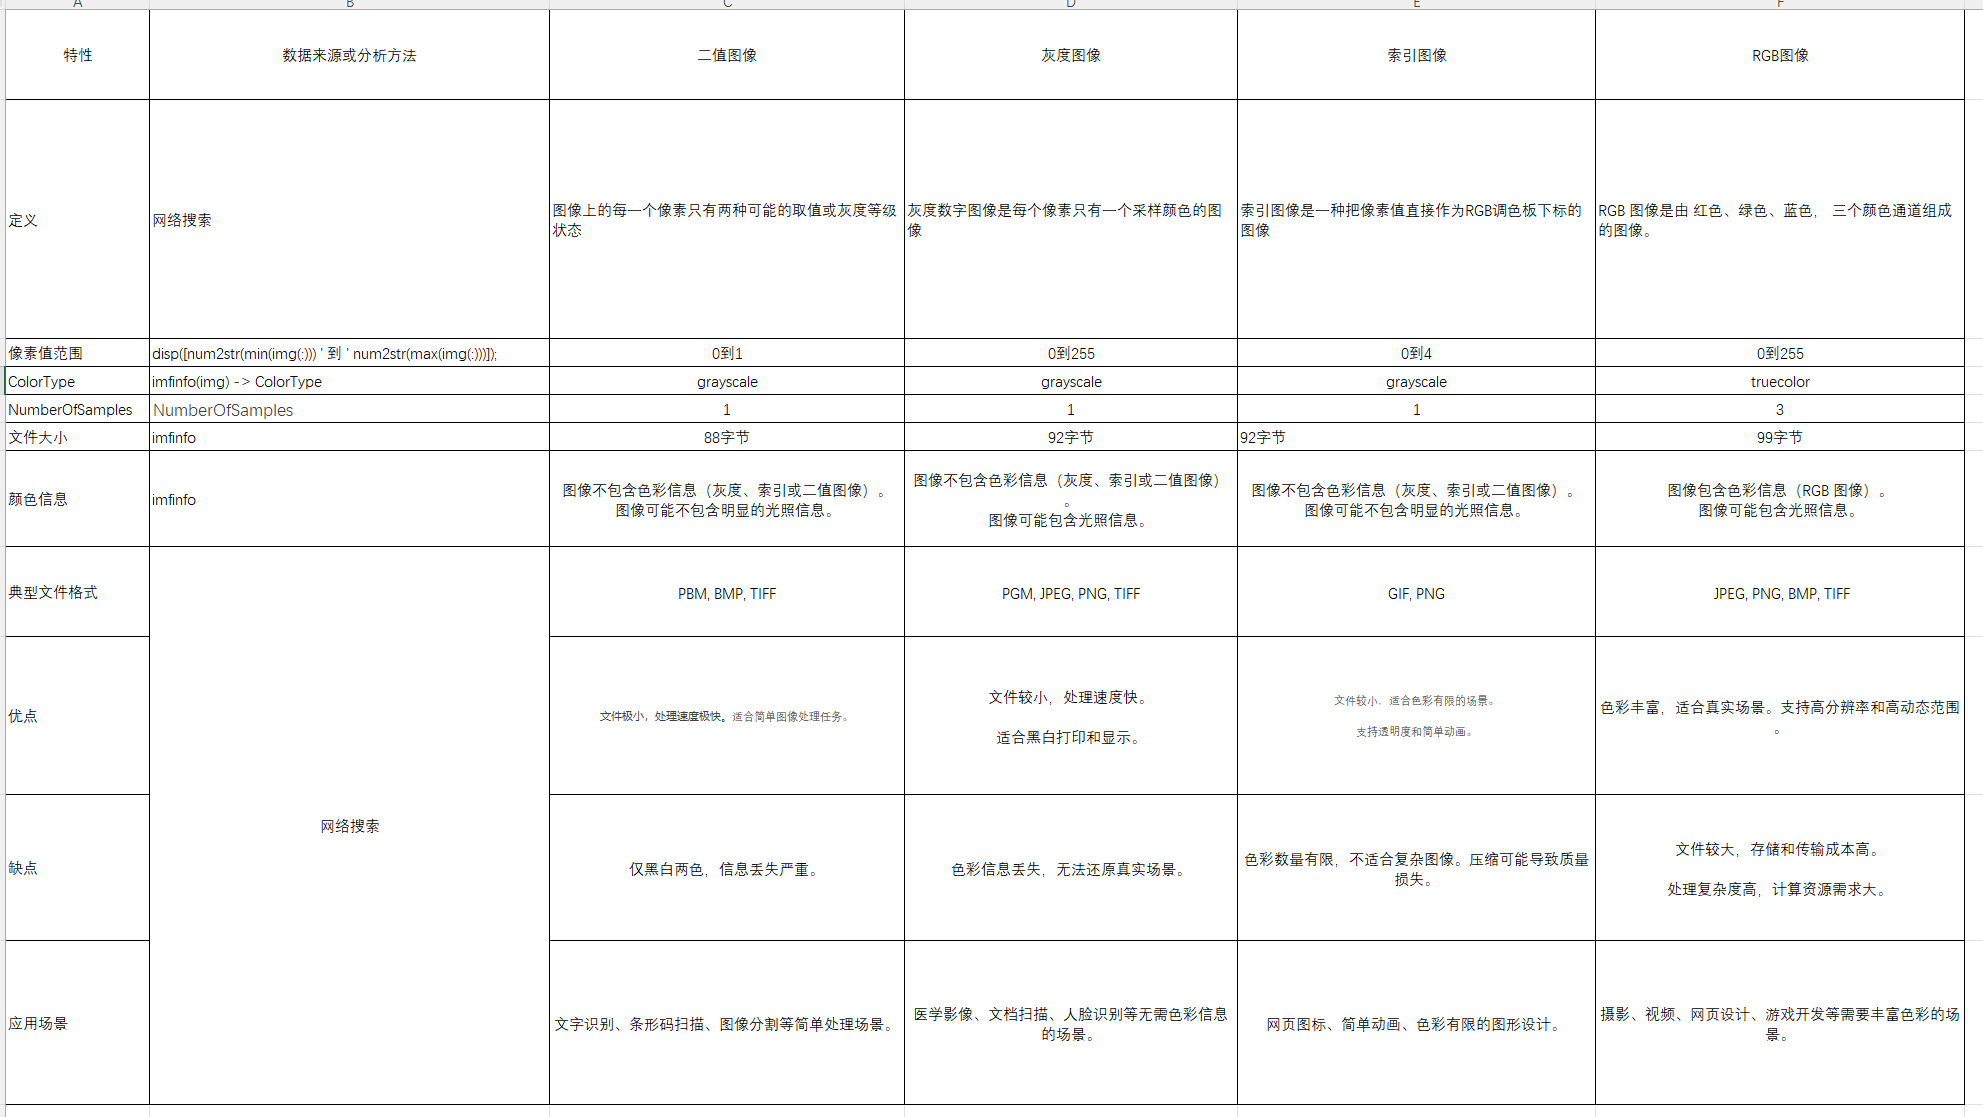 A B C D E F
特性 数据来源或分析方法 二值图像 灰度图像 索引图像 RGB图像
定义
网络搜索
图像上的每一个像素只有两种可能的取值或灰度等级
状态
灰度数字图像是每个像素只有一个采样颜色的图
像
索引图像是一种把像素值直接作为RGB调色板下标的
图像
RGB 图像是由 红色、绿色、蓝色， 三个颜色通道组成
的图像。
像素值范围 disp([num2str(min(img(:))) ' 到 ' num2str(max(img(:)))]); 0到1 0到255 0到4 0到255
ColorType imfinfo(img) -> ColorType grayscale grayscale grayscale truecolor
NumberOfSamples NumberOfSamples 1 1 1 3
文件大小 imfinfo 88字节 92字节 92字节 99字节
颜色信息
imfinfo
图像不包含色彩信息（灰度、索引或二值图像）。
图像可能不包含明显的光照信息。
图像不包含色彩信息（灰度、索引或二值图像）
。
图像可能包含光照信息。
图像不包含色彩信息（灰度、索引或二值图像）。
图像可能不包含明显的光照信息。
图像包含色彩信息（RGB 图像）。
图像可能包含光照信息。
典型文件格式
网络搜索
PBM, BMP, TIFF
PGM, JPEG, PNG, TIFF
GIF, PNG
JPEG, PNG, BMP, TIFF
优点
文件极小，处理速度极快。适合简单图像处理任务。
文件较小，处理速度快。
适合黑白打印和显示。
文件较小，适合色彩有限的场景。
支持透明度和简单动画。
色彩丰富，适合真实场景。支持高分辨率和高动态范围
。
缺点
仅黑白两色，信息丢失严重。
色彩信息丢失，无法还原真实场景。
色彩数量有限，不适合复杂图像。压缩可能导致质量
损失。
文件较大，存储和传输成本高。
处理复杂度高，计算资源需求大。
应用场景
文字识别、条形码扫描、图像分割等简单处理场景。
医学影像、文档扫描、人脸识别等无需色彩信息
的场景。
网页图标、简单动画、色彩有限的图形设计。
摄影、视频、网页设计、游戏开发等需要丰富色彩的场
景。